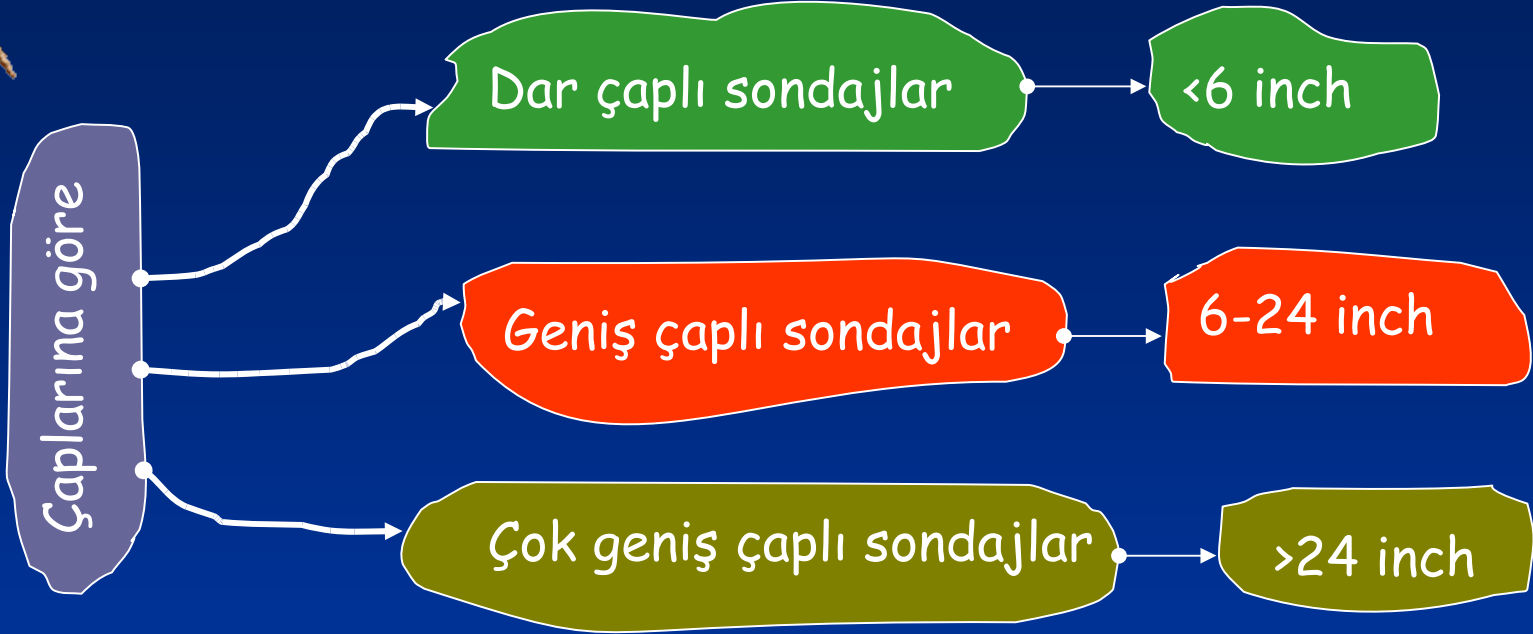 Çaplarına göre
Dar çaplı sondajlar
<6 inch
Geniş çaplı sondajlar
6-24 inch
Çok geniş çaplı sondajlar
>24 inch